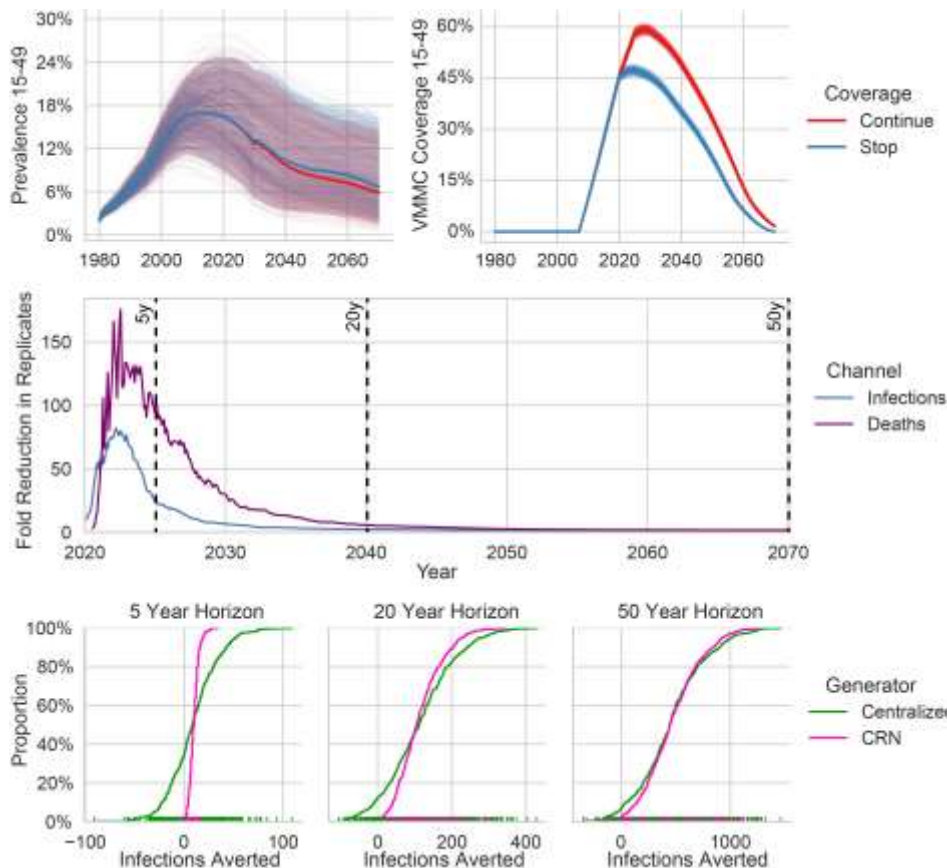 30%
24%
18%
12%
6%
0%
Prevalence 15-49
1980 2000 2020 2040 2060
60%
45%
30%
15%
0%
VMMC Coverage 15-49
1980 2000 2020 2040 2060
Coverage
Continue
Stop
150
100
50
0
Fold Reduction in Replicates
5y
20y
50y
2020 2030 2040 2050 2060 2070
Year
Channel
Infections
Deaths
5 Year Horizon
20 Year Horizon
50 Year Horizon
100%
80%
60%
40%
20%
0%
Proportion
−100 0 100
Infections Averted
0 200 400
Infections Averted
0 1000
Infections Averted
Generator
Centralize
CRN